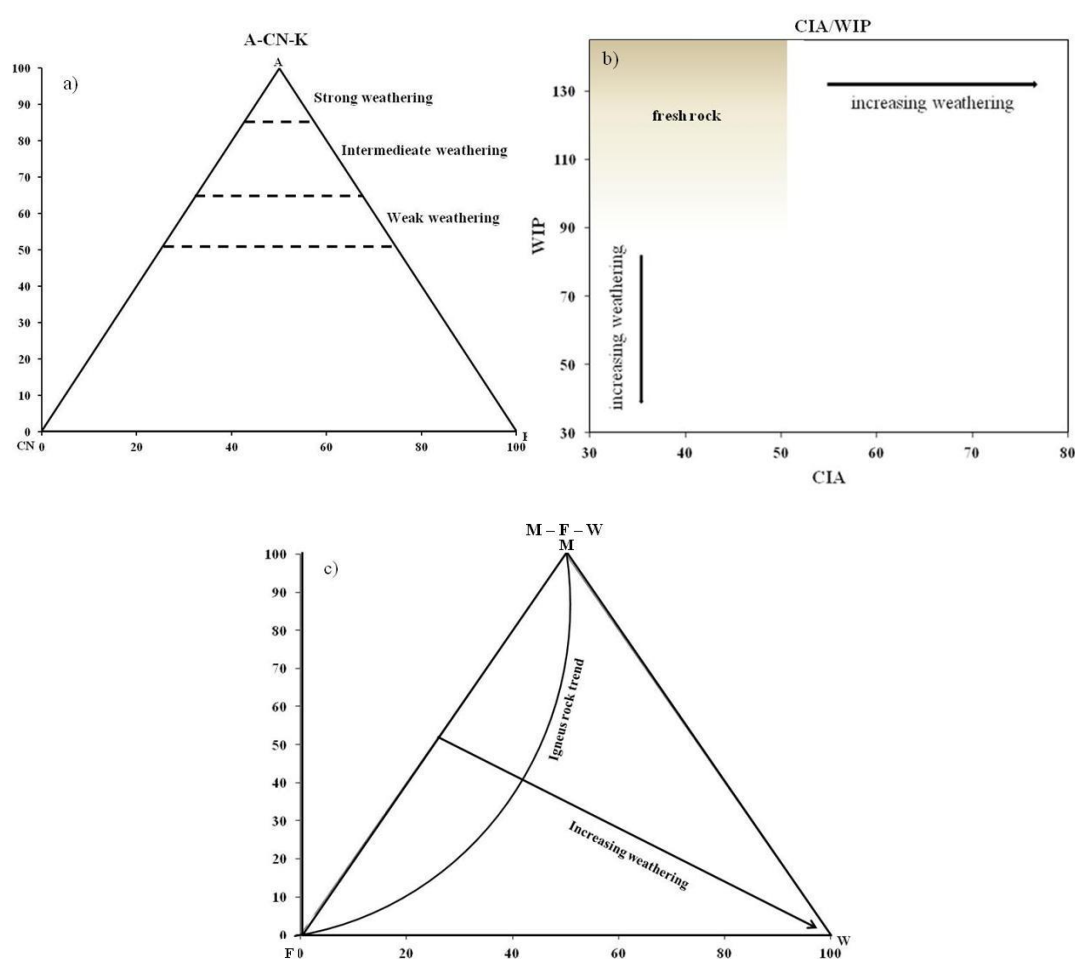 A-CN-K
a)
A
Strong weathering
Intermedieate weathering
Weak weathering
100
90
80
70
60
50
40
30
20
10
0
CN 0
20
40
60
80
100
CIA/WIP
b)
fresh rock
increasing weathering
increasing weathering
WIP
130
110
90
70
50
30
30
40
50
60
70
80
CIA
M – F – W
M
c)
Igneus rock trend
Increasing weathering
100
90
80
70
60
50
40
30
20
10
0
F 0
20
40
60
80
100
W